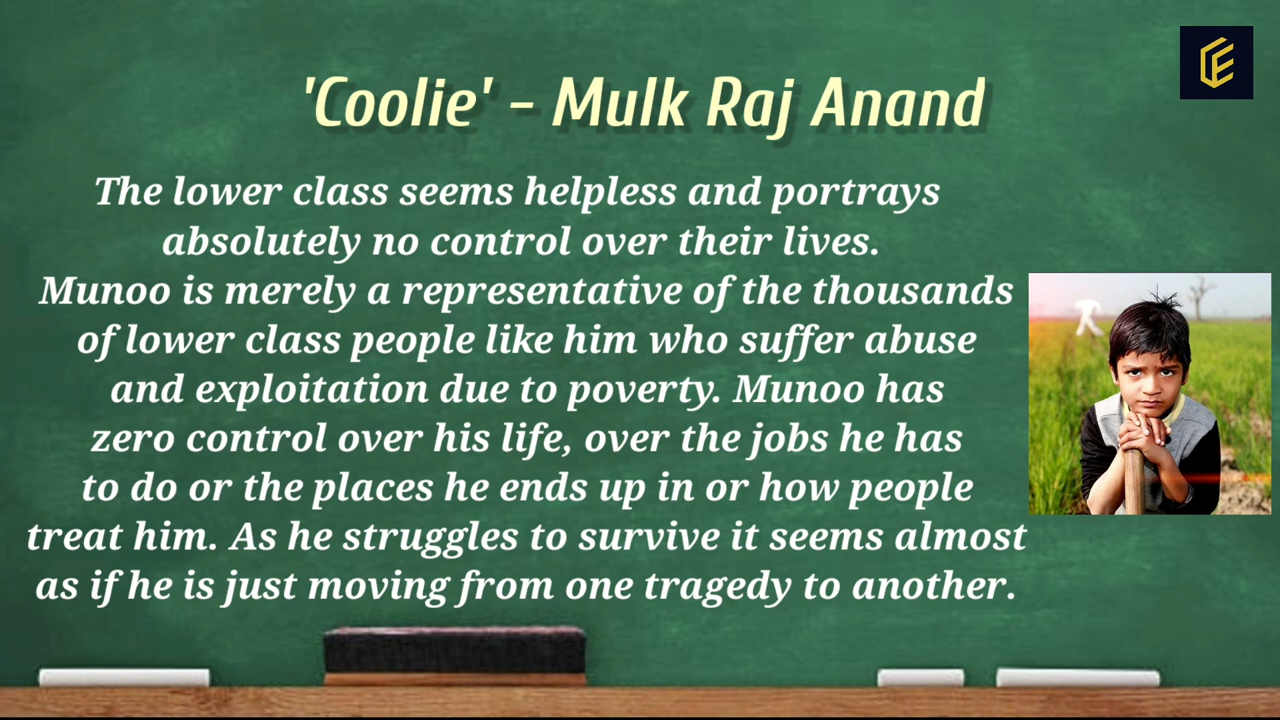 'Coolie' - Mulk Raj Anand
The lower class seems helpless and portrays
absolutely no control over their lives.
Munoo is merely a representative of the thousands
of lower class people like him who suffer abuse
and exploitation due to poverty. Munoo has
zero control over his life, over the jobs he has
to do or the places he ends up in or how people
treat him. As he struggles to survive it seems almost
as if he is just moving from one tragedy to another.